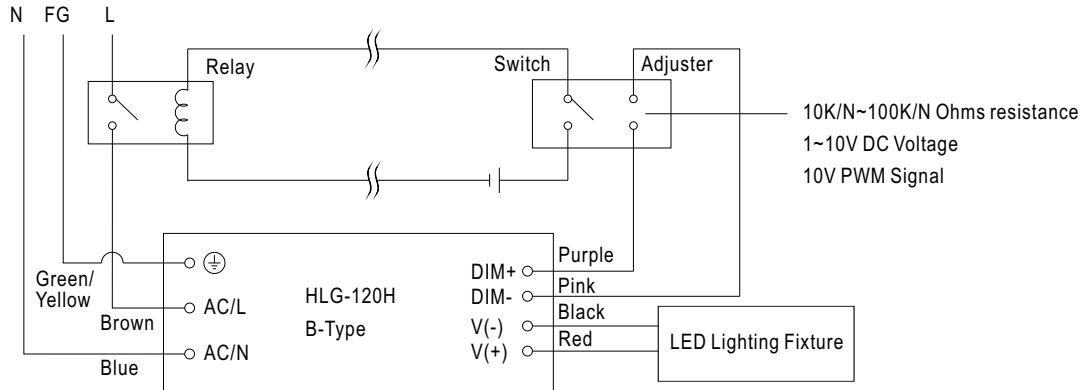 N FG L
Relay
Switch
Adjuster
10K/N~100K/N Ohms resistance
1~10V DC Voltage
10V PWM Signal
Green/
Yellow
Brown
Blue
AC/L
AC/N
HLG-120H
B-Type
DIM+
DIM-
V(-)
V(+)
Purple
Pink
Black
Red
LED Lighting Fixture